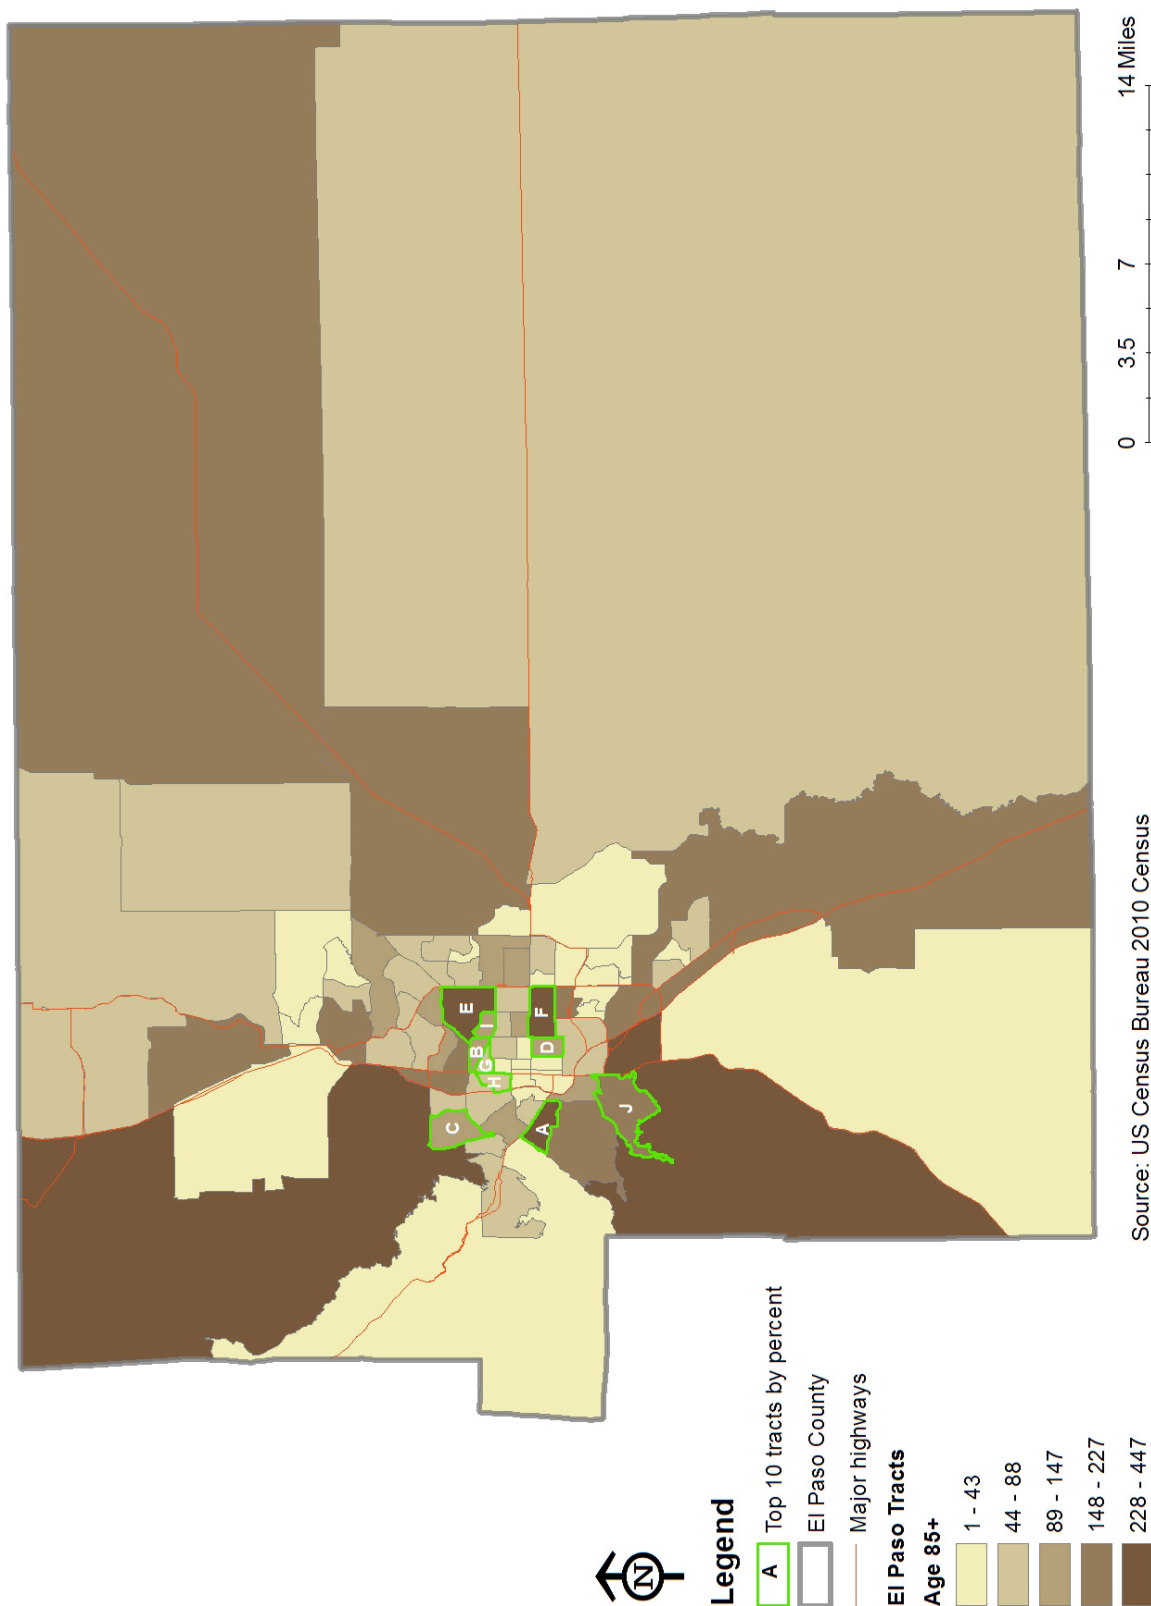 N
Legend
A Top 10 tracts by percent
El Paso County
Major highways
El Paso Tracts
Age 85+
1 - 43
44 - 88
89 - 147
148 - 227
228 - 447
C
E
B
I
G
H
A
D
F
J
0 3.5 7 14 Miles
Source: US Census Bureau 2010 Census